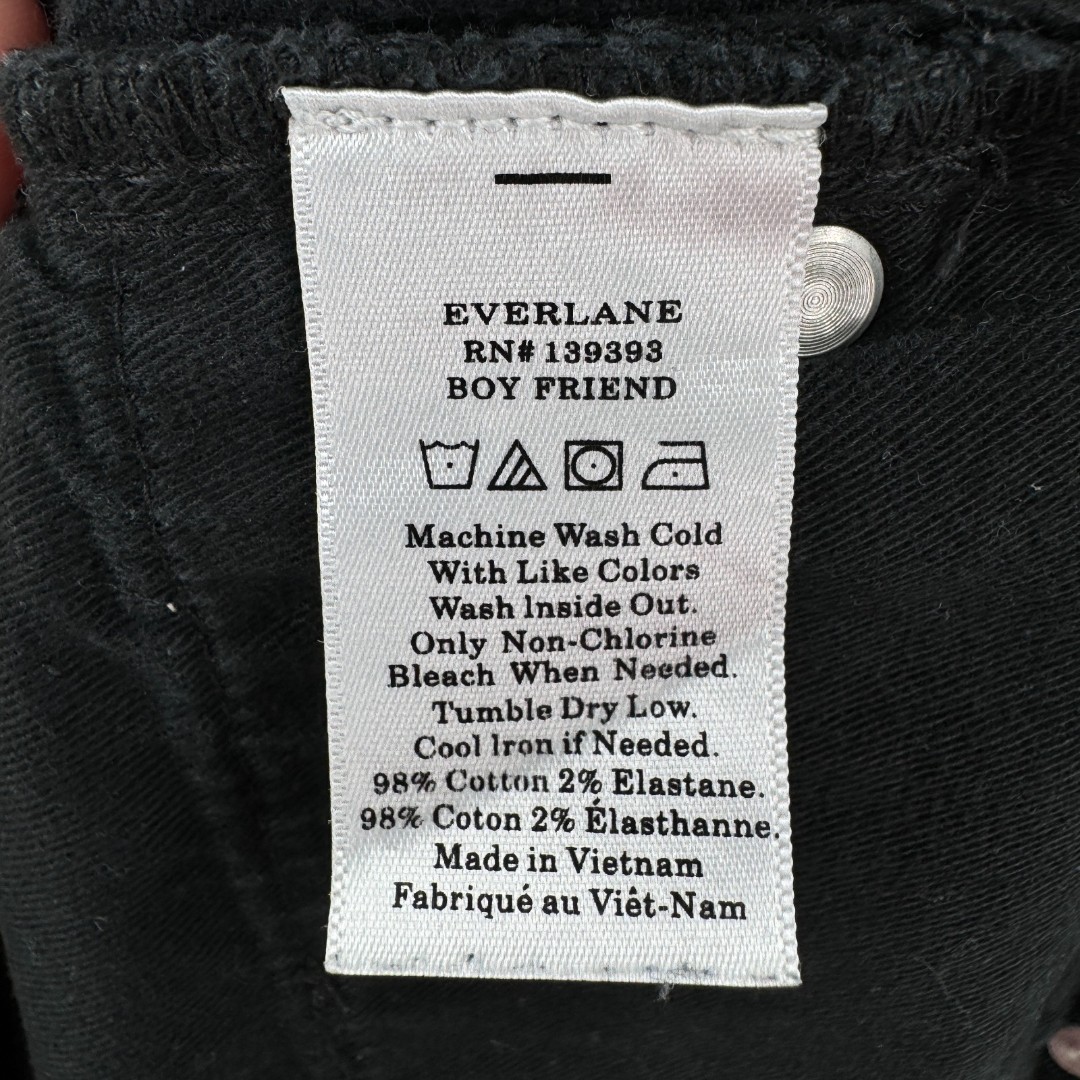 EVERLANE
RN# 139393
BOY FRIEND
Machine Wash Cold
With Like Colors
Wash Inside Out.
Only Non-Chlorine
Bleach When Needed.
Tumble Dry Low.
Cool Iron if Needed.
98% Cotton 2% Elastane.
98% Coton 2% Élasthanne.
Made in Vietnam
Fabriqué au Viêt-Nam